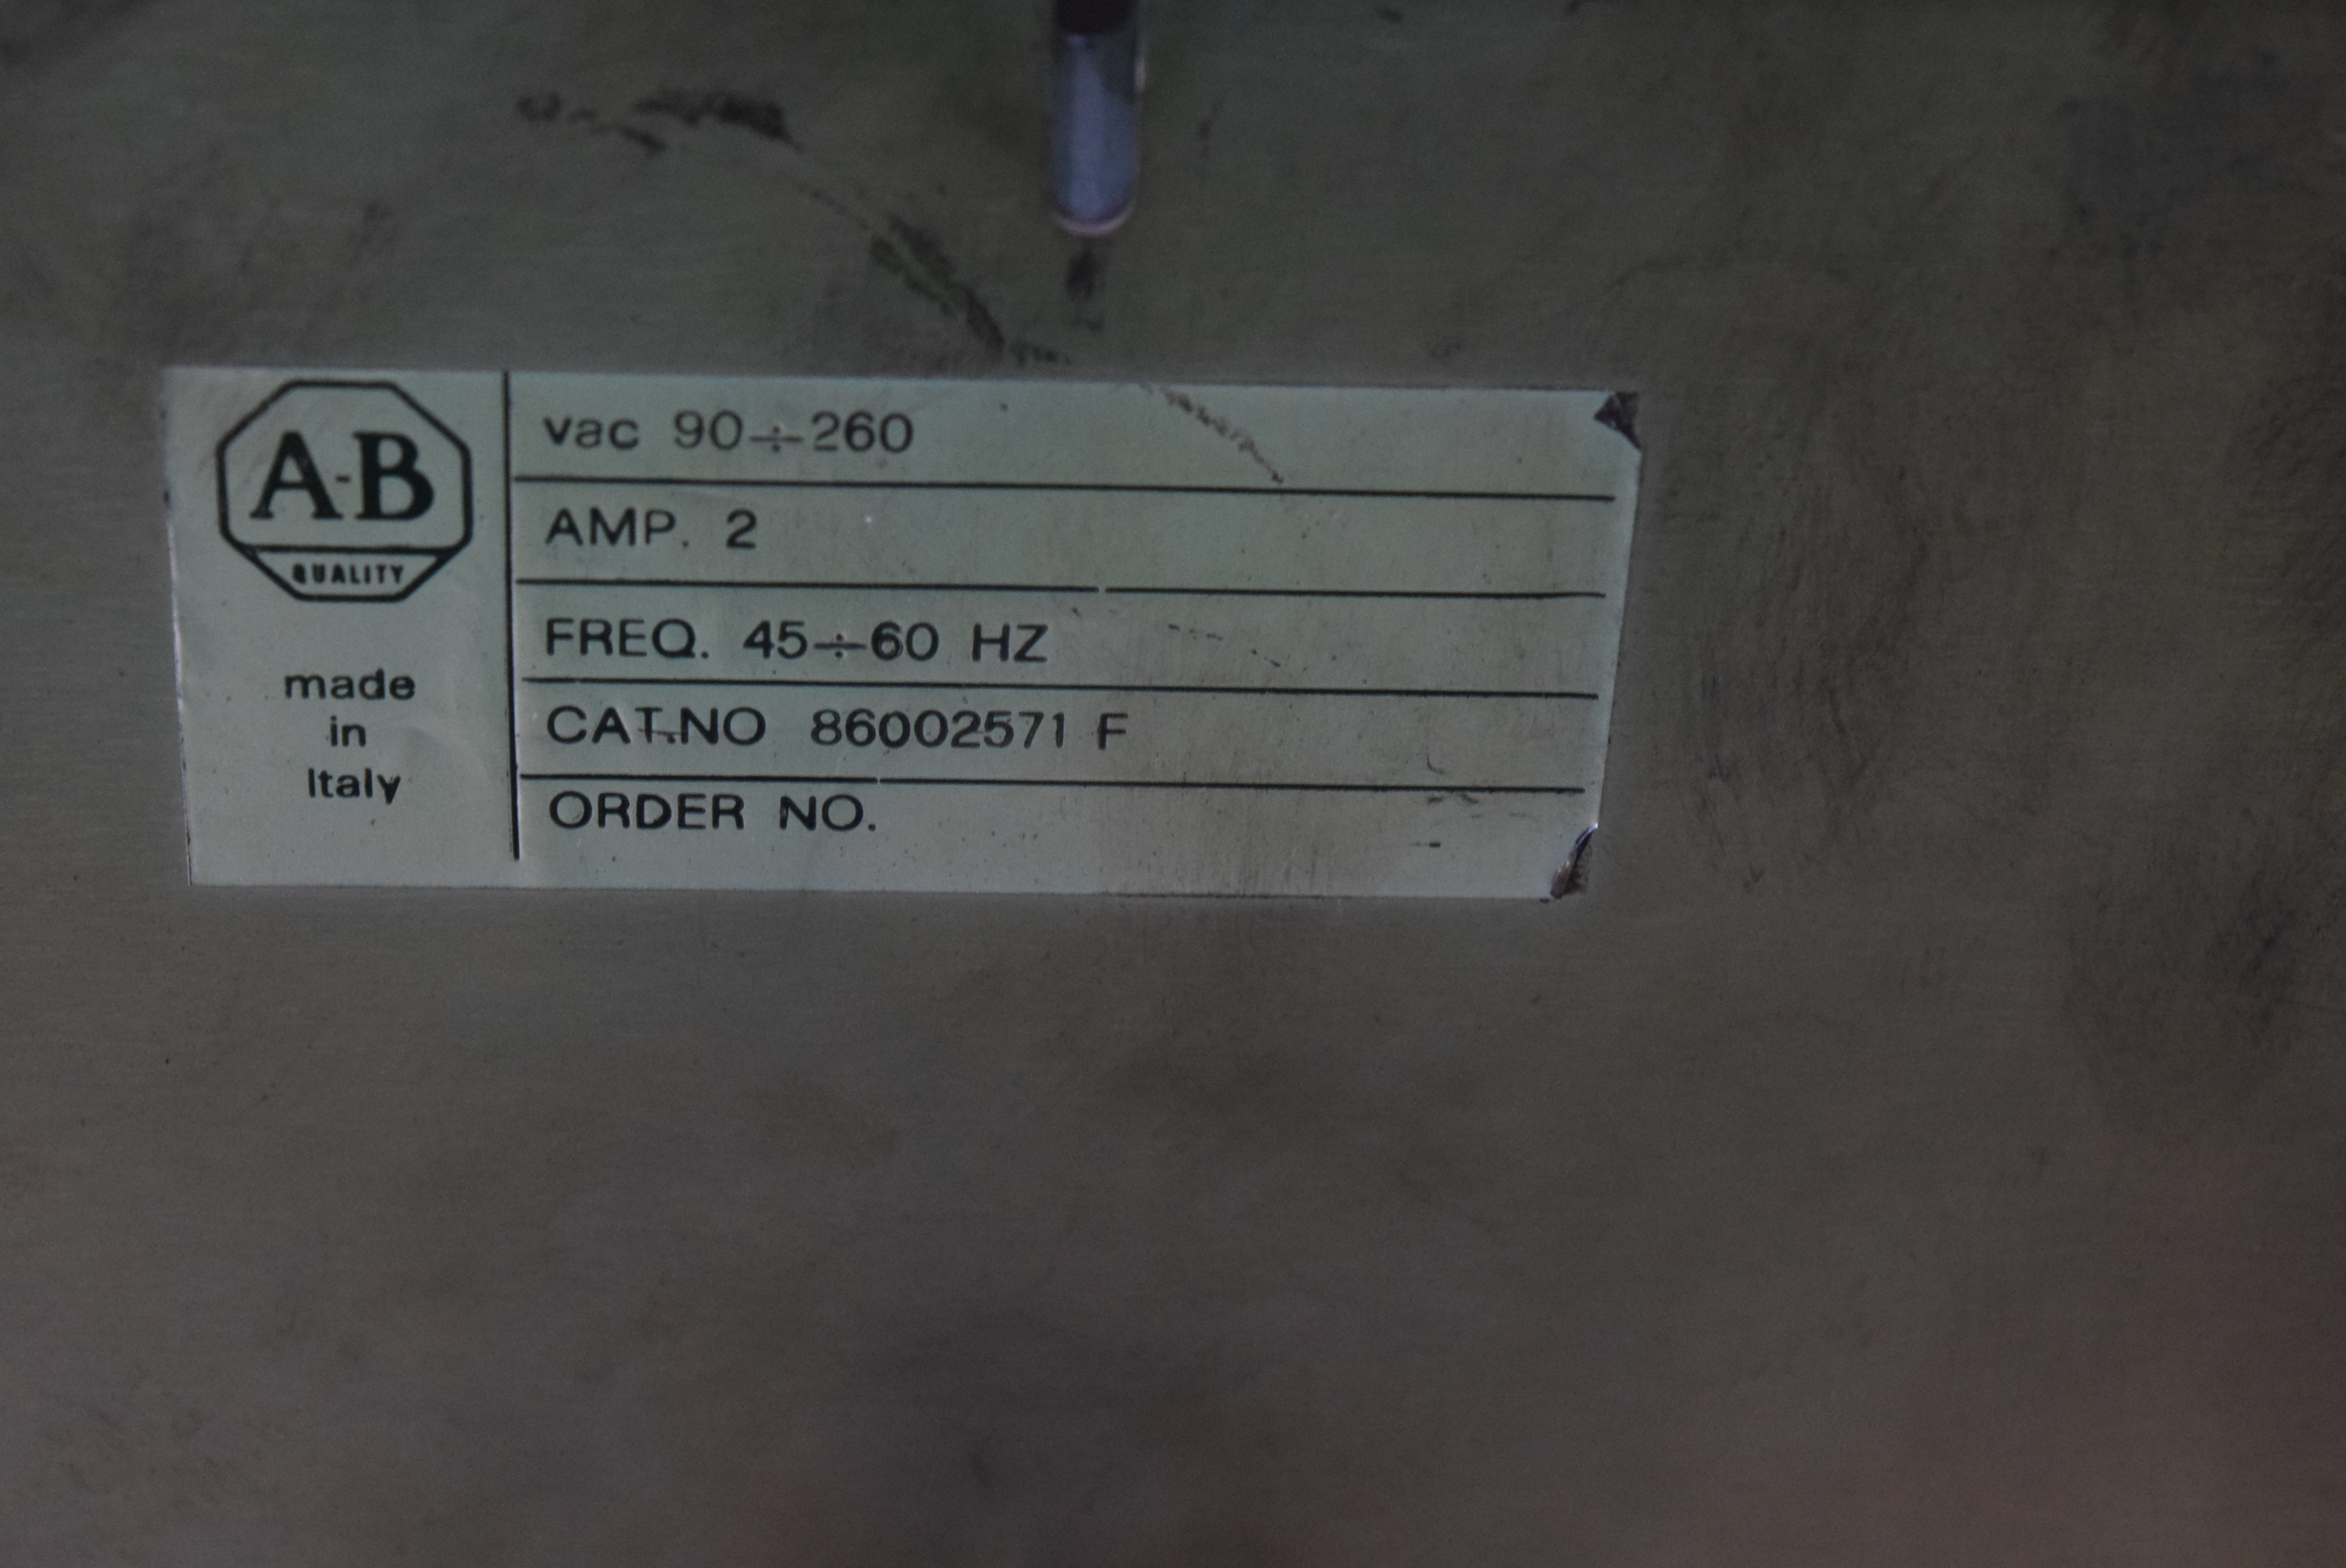 A-B
QUALITY
made
in
Italy
vac 90÷260
AMP. 2
FREQ. 45÷60 HZ
CAT.NO 86002571 F
ORDER NO.